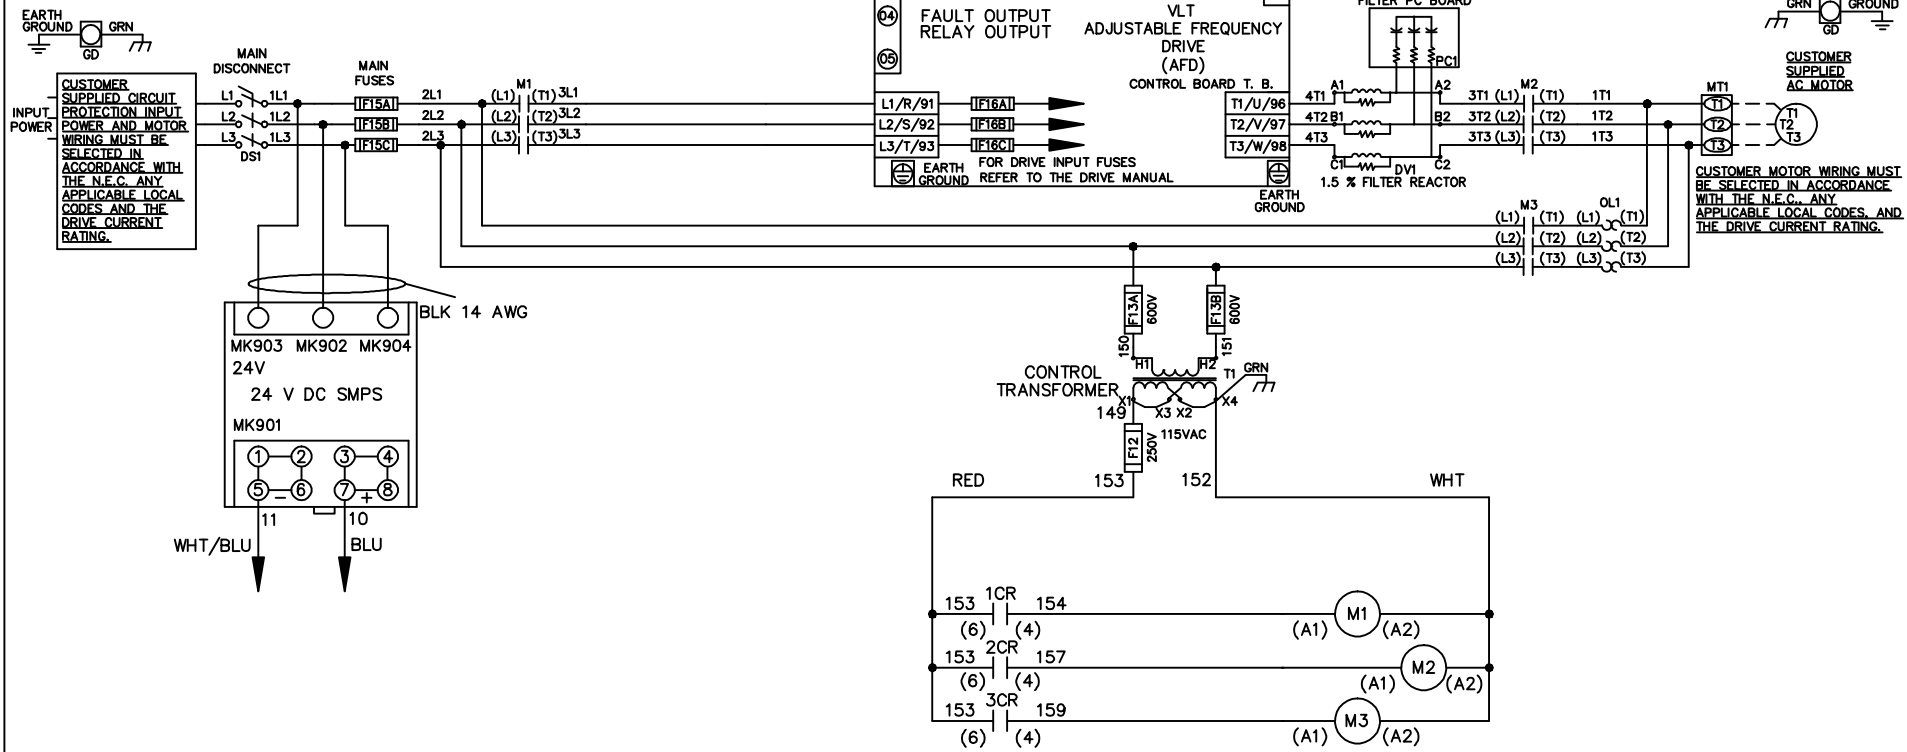 EARTH
GROUND
GRN
GD
CUSTOMER
SUPPLIED CIRCUIT
PROTECTION INPUT
POWER AND MOTOR
WIRING MUST BE
SELECTED IN
ACCORDANCE WITH
THE N.E.C. ANY
APPLICABLE LOCAL
CODES AND THE
DRIVE CURRENT
RATING.
INPUT
POWER
MAIN
DISCONNECT
L1 1L1
L2 1L2
L3 1L3
DS1
MAIN
FUSES
F15A
F15B
F15C
2L1
2L2
2L3
M1
(L1) (T1) 3L1
(L2) (T2) 3L2
(L3) (T3) 3L3
04
05
FAULT OUTPUT
RELAY OUTPUT
VLT
ADJUSTABLE FREQUENCY
DRIVE
(AFD)
CONTROL BOARD T. B.
L1/R/91
L2/S/92
L3/T/93
F16A
F16B
F16C
T1/U/96
T2/V/97
T3/W/98
EARTH
GROUND
FOR DRIVE INPUT FUSES
REFER TO THE DRIVE MANUAL
EARTH
GROUND
FILTER PC BOARD
PC1
4T1 A1 A2
4T2 B1 B2
4T3
C1 C2
DV1
1.5 % FILTER REACTOR
M2
3T1 (L1) (T1) 1T1
3T2 (L2) (T2) 1T2
3T3 (L3) (T3) 1T3
MT1
T1
T2
T3
T1
T2
T3
GRN GROUND
GD
CUSTOMER
SUPPLIED
AC MOTOR
CUSTOMER MOTOR WIRING MUST
BE SELECTED IN ACCORDANCE
WITH THE N.E.C., ANY
APPLICABLE LOCAL CODES, AND
THE DRIVE CURRENT RATING.
M3 OL1
(L1) (T1) (L1) (T1)
(L2) (T2) (L2) (T2)
(L3) (T3) (L3) (T3)
BLK 14 AWG
MK903 MK902 MK904
24V
24 V DC SMPS
MK901
1 2 3 4
5 - 6 7 + 8
11 10
WHT/BLU BLU
F13A 600V
F13B 600V
150 151
H1 H2
CONTROL
TRANSFORMER
T1
GRN
X1 X3 X2 X4
149
115VAC
F12 250V
153 152
RED WHT
153 1CR 154
(6) (4)
M1
(A1) (A2)
153 2CR 157
(6) (4)
M2
(A1) (A2)
153 3CR 159
(6) (4)
M3
(A1) (A2)